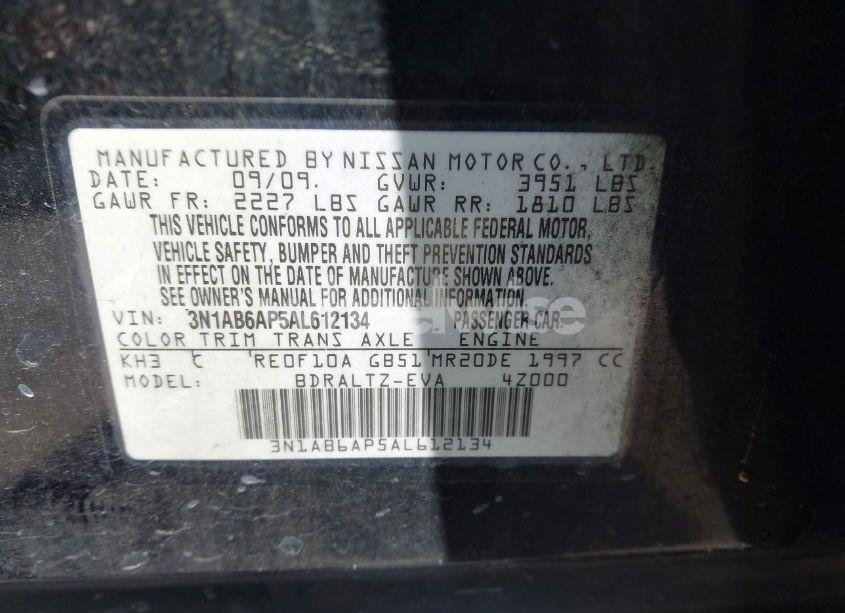 MANUFACTURED BY NISSAN MOTOR CO., LTD.
DATE: 09/09. GVWR: 3951 LBS
GAWR FR: 2227 LBS GAWR RR: 1810 LBS
THIS VEHICLE CONFORMS TO ALL APPLICABLE FEDERAL MOTOR,
VEHICLE SAFETY, BUMPER AND THEFT PREVENTION STANDARDS
IN EFFECT ON THE DATE OF MANUFACTURE SHOWN ABOVE.
SEE OWNER'S MANUAL FOR ADDITIONAL INFORMATION.
VIN: 3N1AB6AP5AL612134 PASSENGER CAR
COLOR TRIM TRANS AXLE ENGINE
KH3 C RE0F10A GB51 MR20DE 1997 CC
MODEL: BDRALTZ-EVA 4Z000
3N1AB6AP5AL612134